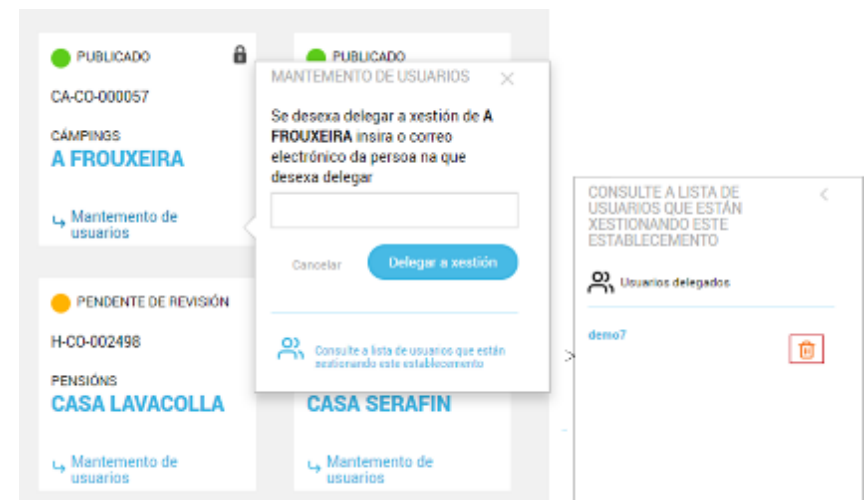 PUBLICADO
CA-CO-000057
CÁMPINGS
A FROUXEIRA
Mantemento de
usuarios
PUBLICADO
MANTEMENTO DE USUARIOS
Se desexa delegar a xestión de A
FROUXEIRA insira o correo
electrónico da persoa na que
desexa delegar
Cancelar
Delegar a xestión
Consulte a lista de usuarios que están
xestionando este establecemento
PENDENTE DE REVISIÓN
H-CO-002498
PENSIÓNS
CASA LAVACOLLA
Mantemento de
usuarios
CASA SERAFIN
Mantemento de
usuarios
CONSULTE A LISTA DE
USUARIOS QUE ESTÁN
XESTIONANDO ESTE
ESTABLECEMENTO
Usuarios delegados
demo7